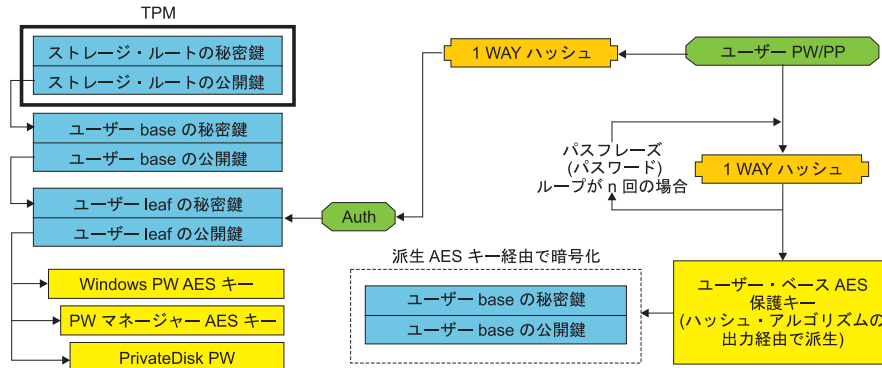 TPM
ストレージ・ルートの秘密鍵
ストレージ・ルートの公開鍵
ユーザー base の秘密鍵
ユーザー base の公開鍵
ユーザー leaf の秘密鍵
ユーザー leaf の公開鍵
Windows PW AES キー
PW マネージャー AES キー
PrivateDisk PW
Auth
1 WAY ハッシュ
ユーザー PW/PP
パスフレーズ
(パスワード)
ループが n 回の場合
1 WAY ハッシュ
派生 AES キー経由で暗号化
ユーザー base の秘密鍵
ユーザー base の公開鍵
ユーザー・ベース AES
保護キー
(ハッシュ・アルゴリズムの
出力経由で派生)